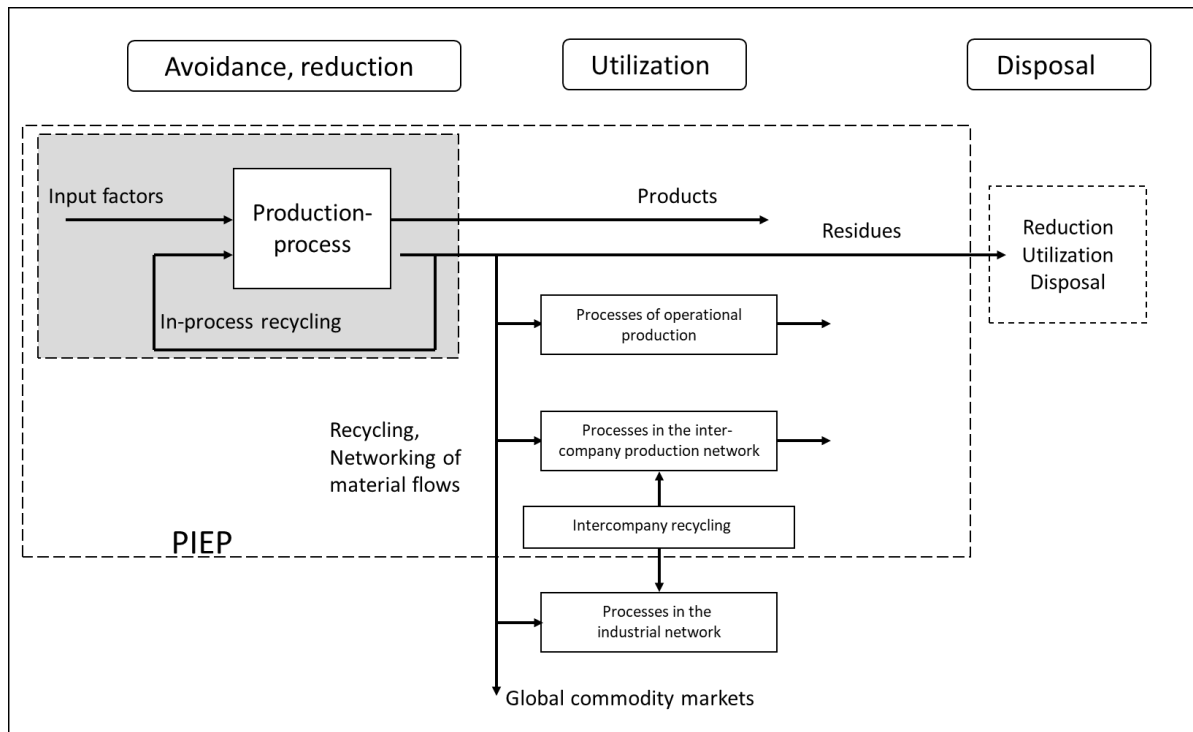 Avoidance, reduction
Utilization
Disposal
Input factors
Production-
process
Products
Residues
Reduction
Utilization
Disposal
In-process recycling
Processes of operational
production
Recycling,
Networking of
material flows
Processes in the inter-
company production network
Intercompany recycling
PIEP
Processes in the
industrial network
Global commodity markets